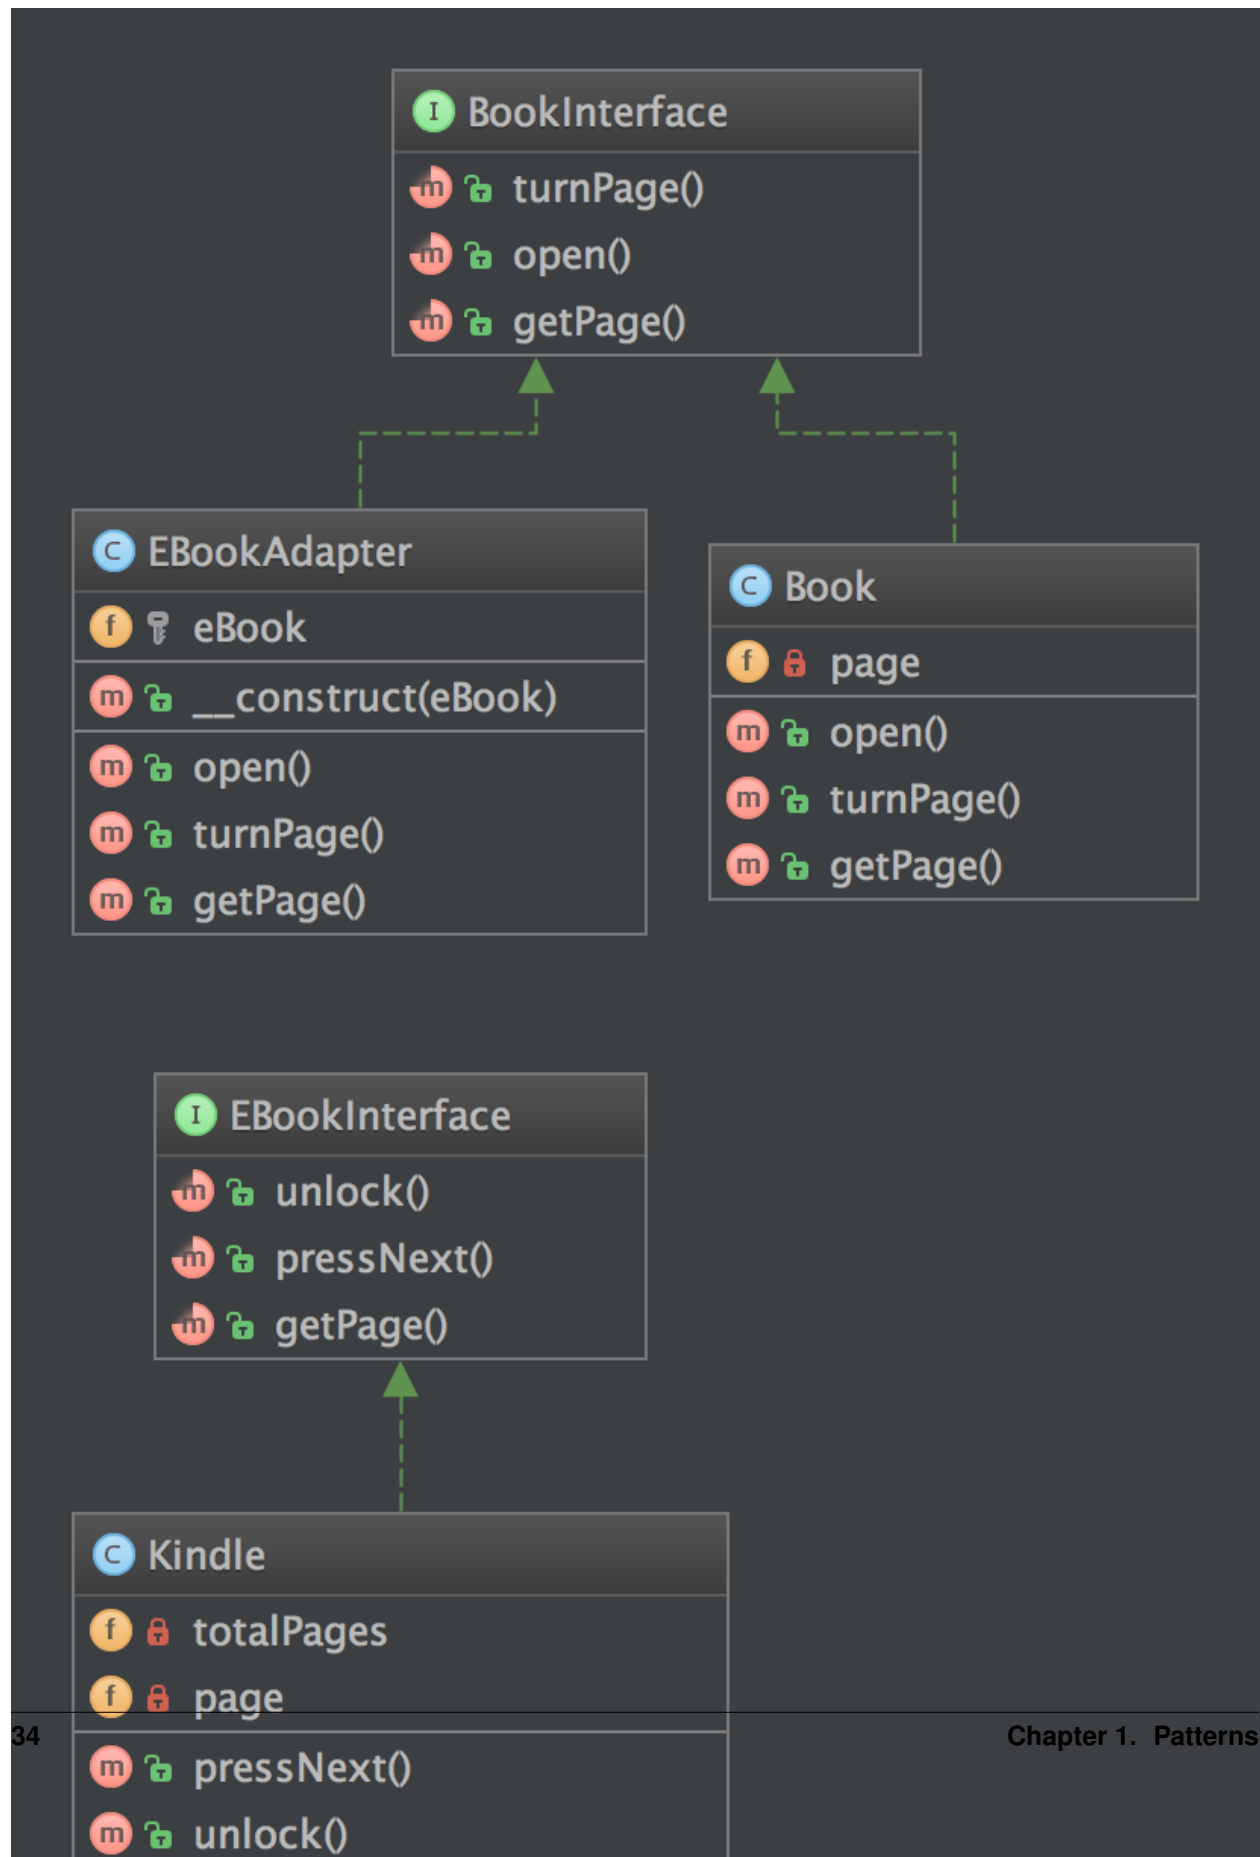 I BookInterface
m turnPage()
m open()
m getPage()
C EBookAdapter
f eBook
m __construct(eBook)
m open()
m turnPage()
m getPage()
C Book
f page
m open()
m turnPage()
m getPage()
I EBookInterface
m unlock()
m pressNext()
m getPage()
C Kindle
f totalPages
f page
34 Chapter 1. Patterns
m pressNext()
m unlock()